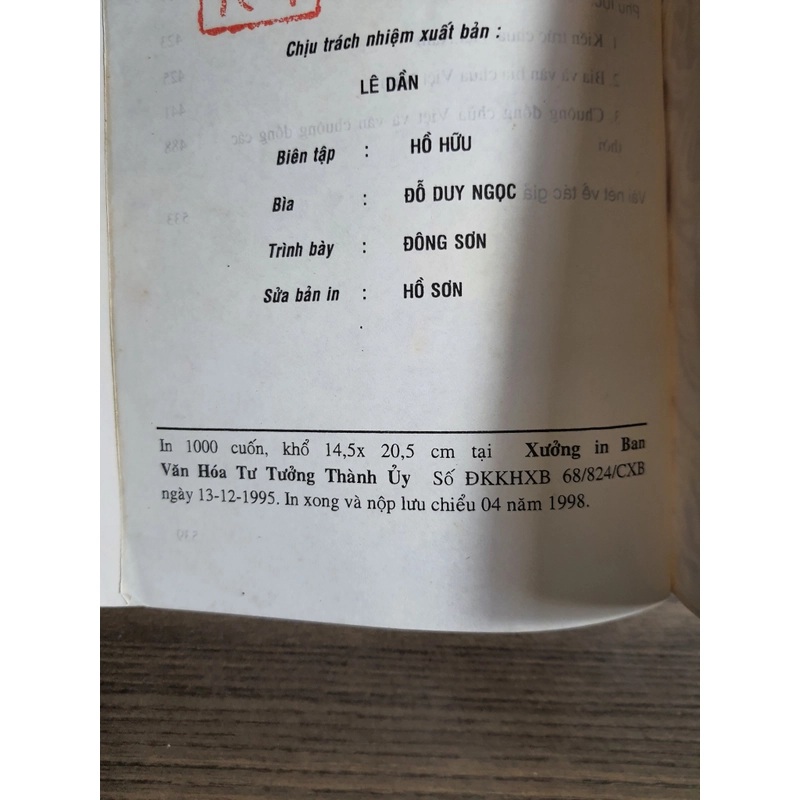 Chịu trách nhiệm xuất bản :
LÊ DẦN
Biên tập : HỒ HỮU
Bìa : ĐỖ DUY NGỌC
Trình bày : ĐÔNG SƠN
Sửa bản in : HỒ SƠN
In 1000 cuốn, khổ 14,5x 20,5 cm tại Xưởng in Ban
Văn Hóa Tư Tưởng Thành Ủy Số ĐKKHXB 68/824/CXB
ngày 13-12-1995. In xong và nộp lưu chiểu 04 năm 1998.